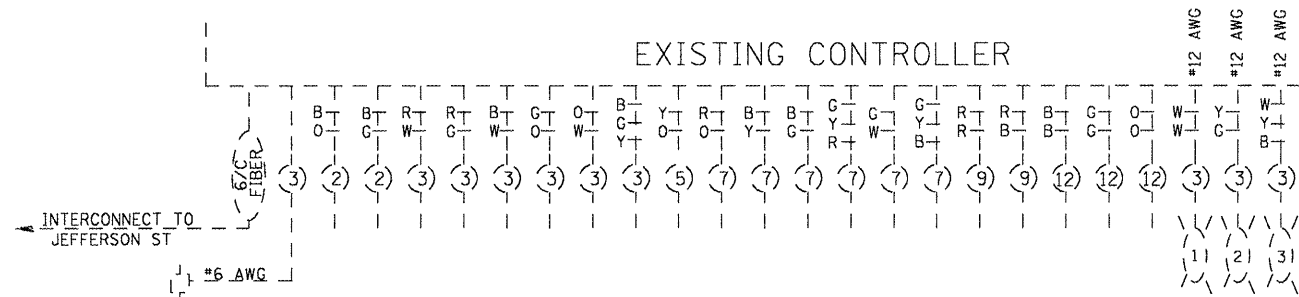 #12 AWG #12 AWG #12 AWG
EXISTING CONTROLLER
B B R R B G O B Y R B B G G G R R B G O W Y W
O G W G W O W G O O Y G Y W Y R B B G O W G Y
Y R B B
6/C FIBER
3 2 2 3 3 3 3 3 3 5 7 7 7 7 7 7 9 9 12 12 12 3 3 3
INTERCONNECT TO
JEFFERSON ST
1 2 3
#6 AWG